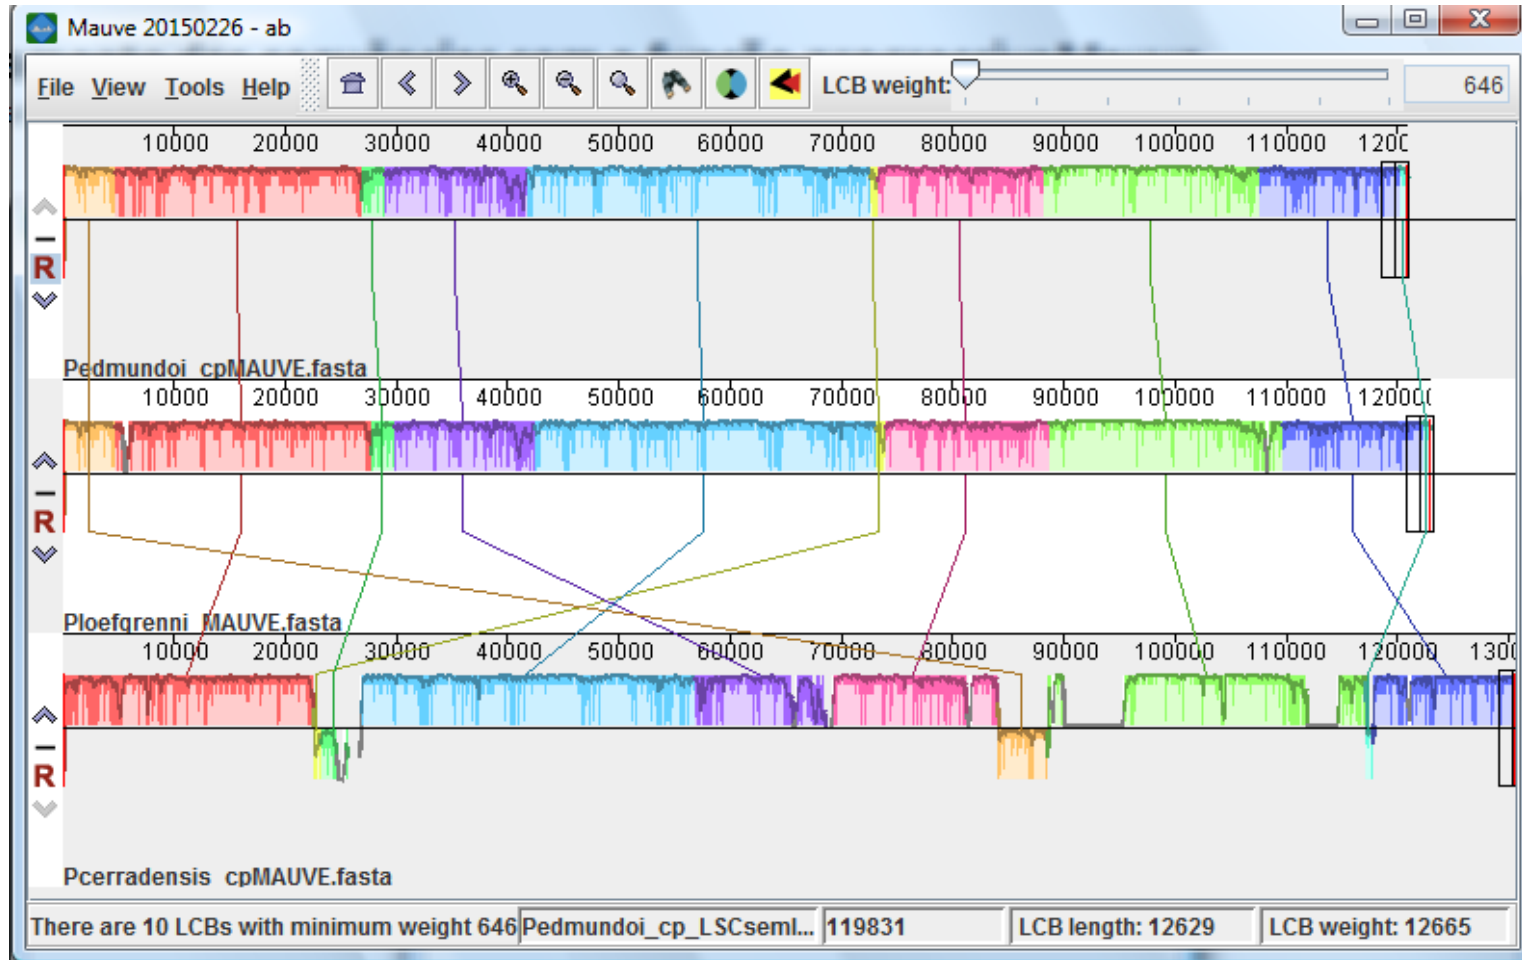 Mauve 20150226 - ab
File View Tools Help LCB weight: 646
10000 20000 30000 40000 50000 60000 70000 80000 90000 100000 110000
R
Pedmundoi_cpMAUVE.fasta
10000 20000 30000 40000 50000 60000 70000 80000 90000 100000 110000 120000
R
Ploefgrenni_MAUVE.fasta
10000 20000 30000 40000 50000 60000 70000 80000 90000 100000 110000 120000
R
Pcerradensis_cpMAUVE.fasta
There are 10 LCBs with minimum weight 646 Pedmundoi_cp_LSCseml... 119831 LCB length: 12629 LCB weight: 12665